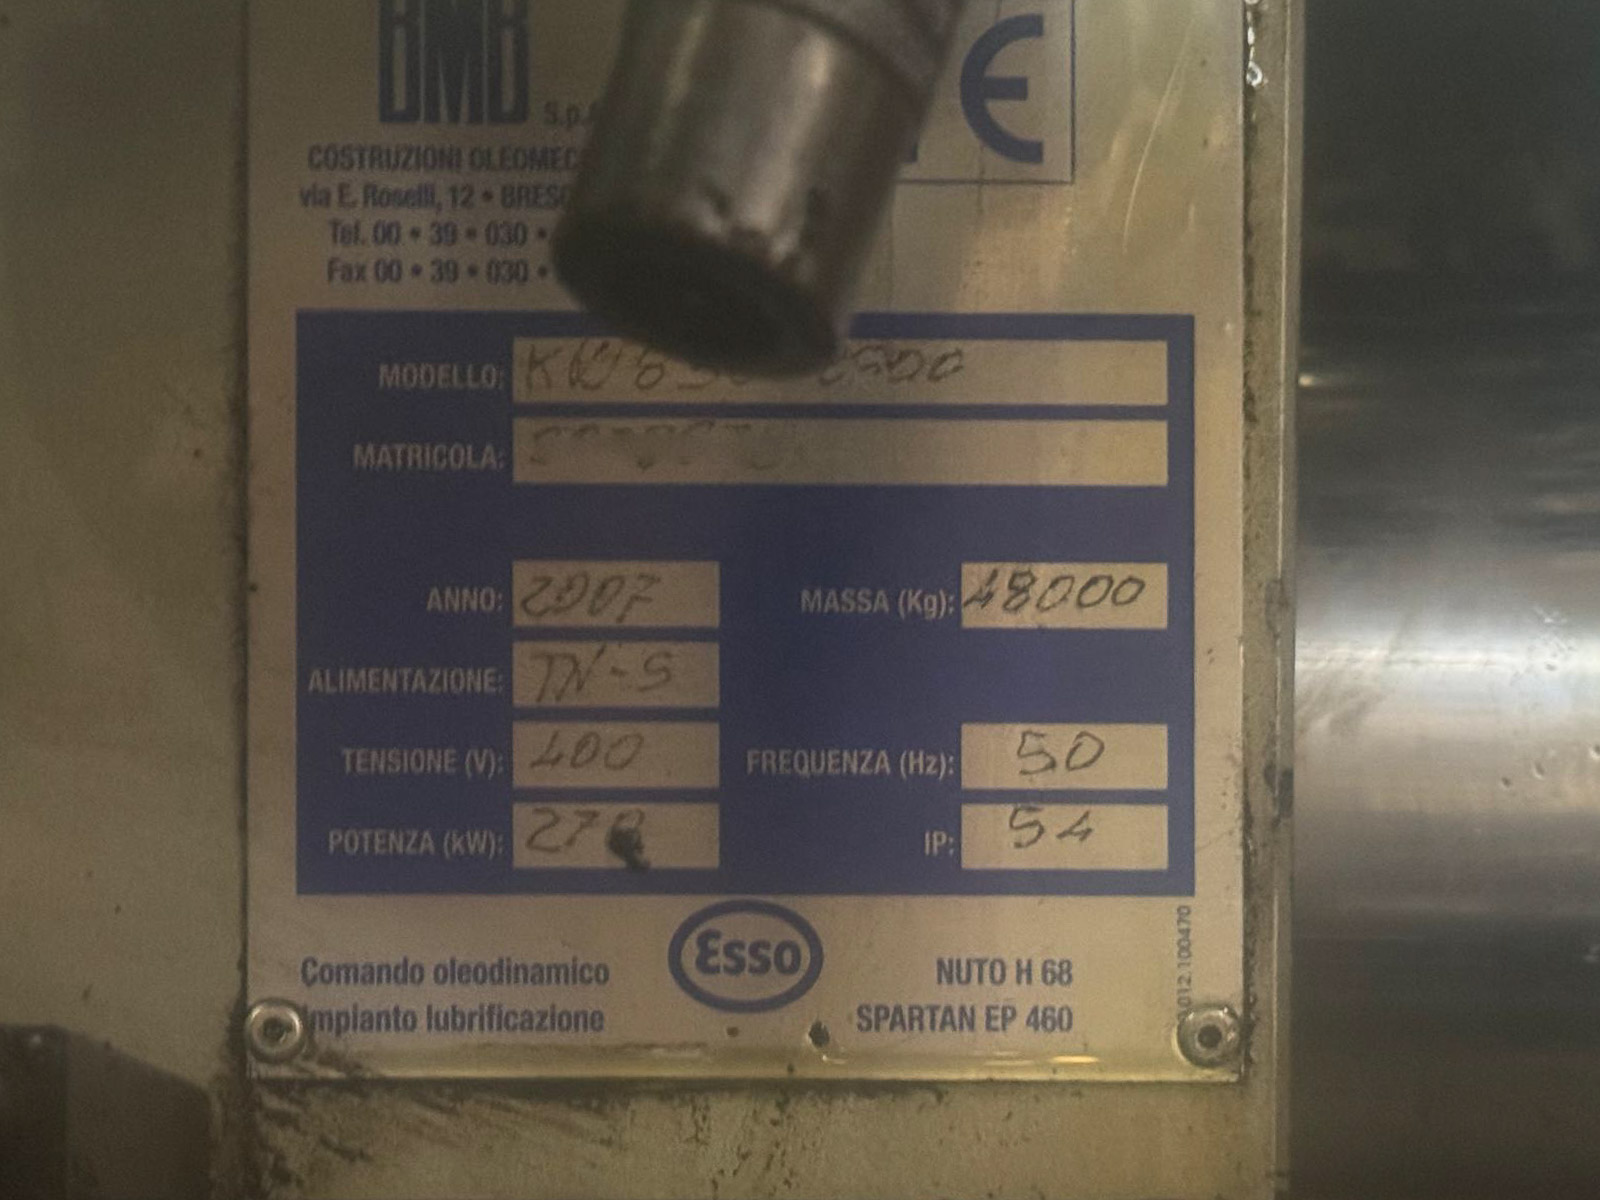 BMB
CE
COSTRUZIONI
via E. Roselli, 12 •
Tel. 00 • 39 • 030 •
Fax 00 • 39 • 030 •
MODELLO:
MATRICOLA:
ANNO: 2007 MASSA (Kg): 48000
ALIMENTAZIONE: TN-S
TENSIONE (V): 400 FREQUENZA (Hz): 50
POTENZA (kW): IP: 54
Esso
Comando oleodinamico NUTO H 68
Impianto lubrificazione SPARTAN EP 460